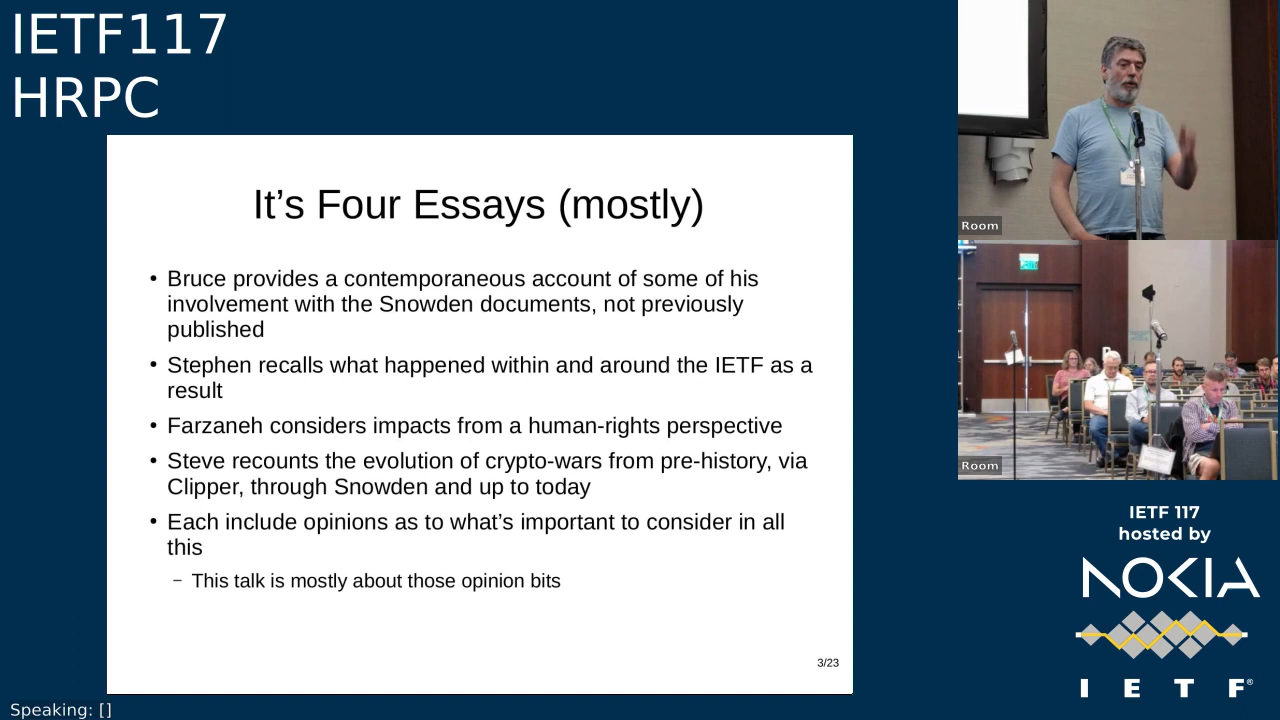 IETF117
HRPC
It’s Four Essays (mostly)
• Bruce provides a contemporaneous account of some of his
involvement with the Snowden documents, not previously
published
• Stephen recalls what happened within and around the IETF as a
result
• Farzaneh considers impacts from a human-rights perspective
• Steve recounts the evolution of crypto-wars from pre-history, via
Clipper, through Snowden and up to today
• Each include opinions as to what’s important to consider in all
this
– This talk is mostly about those opinion bits
3/23
Room
Room
IETF 117
hosted by
NOKIA
I E T F®
Speaking: []